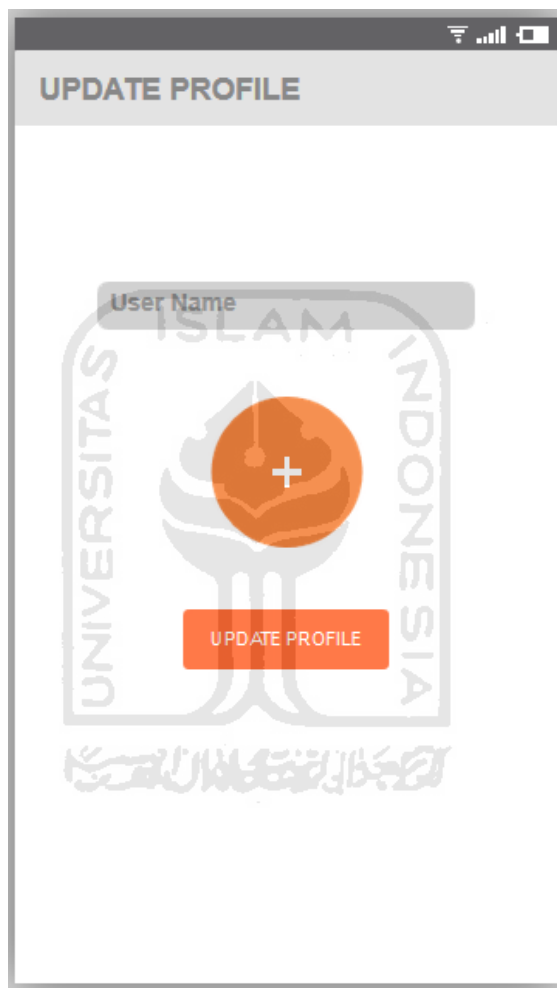 UPDATE PROFILE
User Name
ISLAM
UNIVERSITAS
INDONESIA
+
UPDATE PROFILE